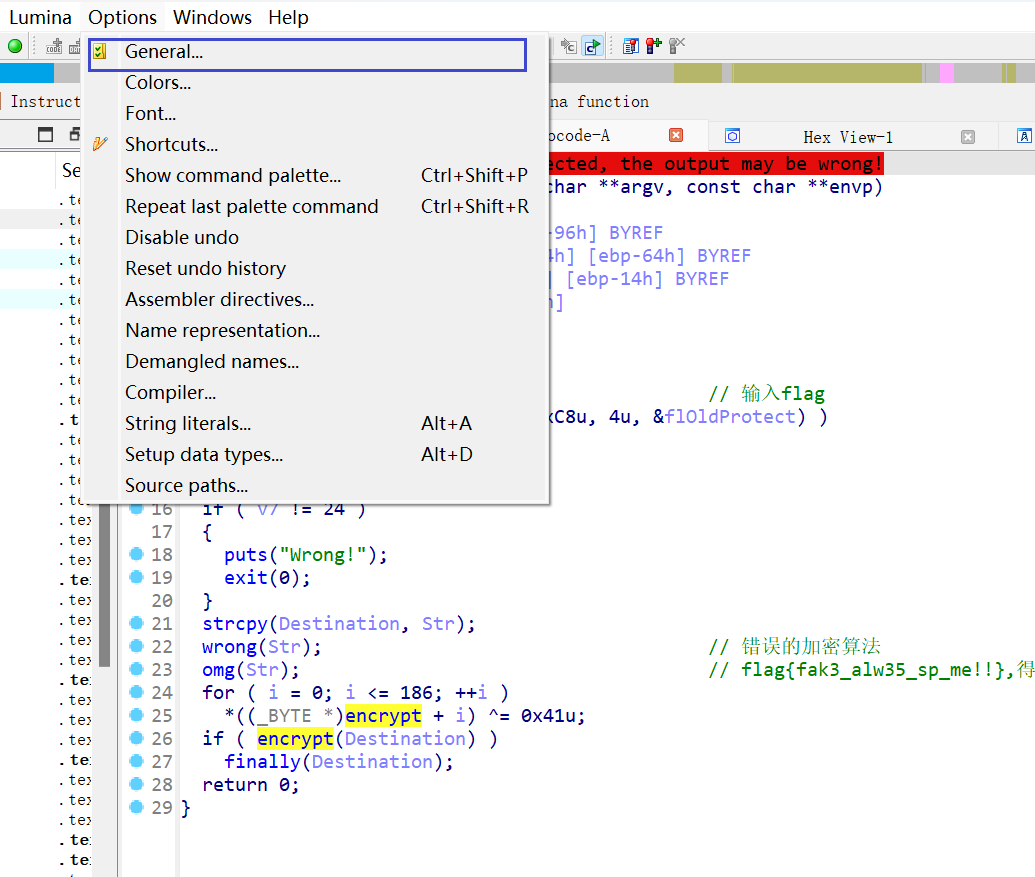 Lumina Options Windows Help
General...
Colors...
Instruct
na function
Font...
ocode-A
Hex View-1
Shortcuts...
ected, the output may be wrong!
Show command palette... Ctrl+Shift+P
char **argv, const char **envp)
Repeat last palette command Ctrl+Shift+R
Disable undo
-96h] BYREF
4h] [ebp-64h] BYREF
Reset undo history
] [ebp-14h] BYREF
Assembler directives...
h]
Name representation...
Demangled names...
Compiler...
// 输入flag
String literals... Alt+A
xC8u, 4u, &flOldProtect) )
Setup data types... Alt+D
Source paths...
16 if ( v7 != 24 )
17 {
18 puts("Wrong!");
19 exit(0);
20 }
21 strcpy(Destination, Str);
22 wrong(Str); // 错误的加密算法
23 omg(Str); // flag{fak3_alw35_sp_me!!},得
24 for ( i = 0; i <= 186; ++i )
25 *((_BYTE *)encrypt + i) ^= 0x41u;
26 if ( encrypt(Destination) )
27 finally(Destination);
28 return 0;
29 }